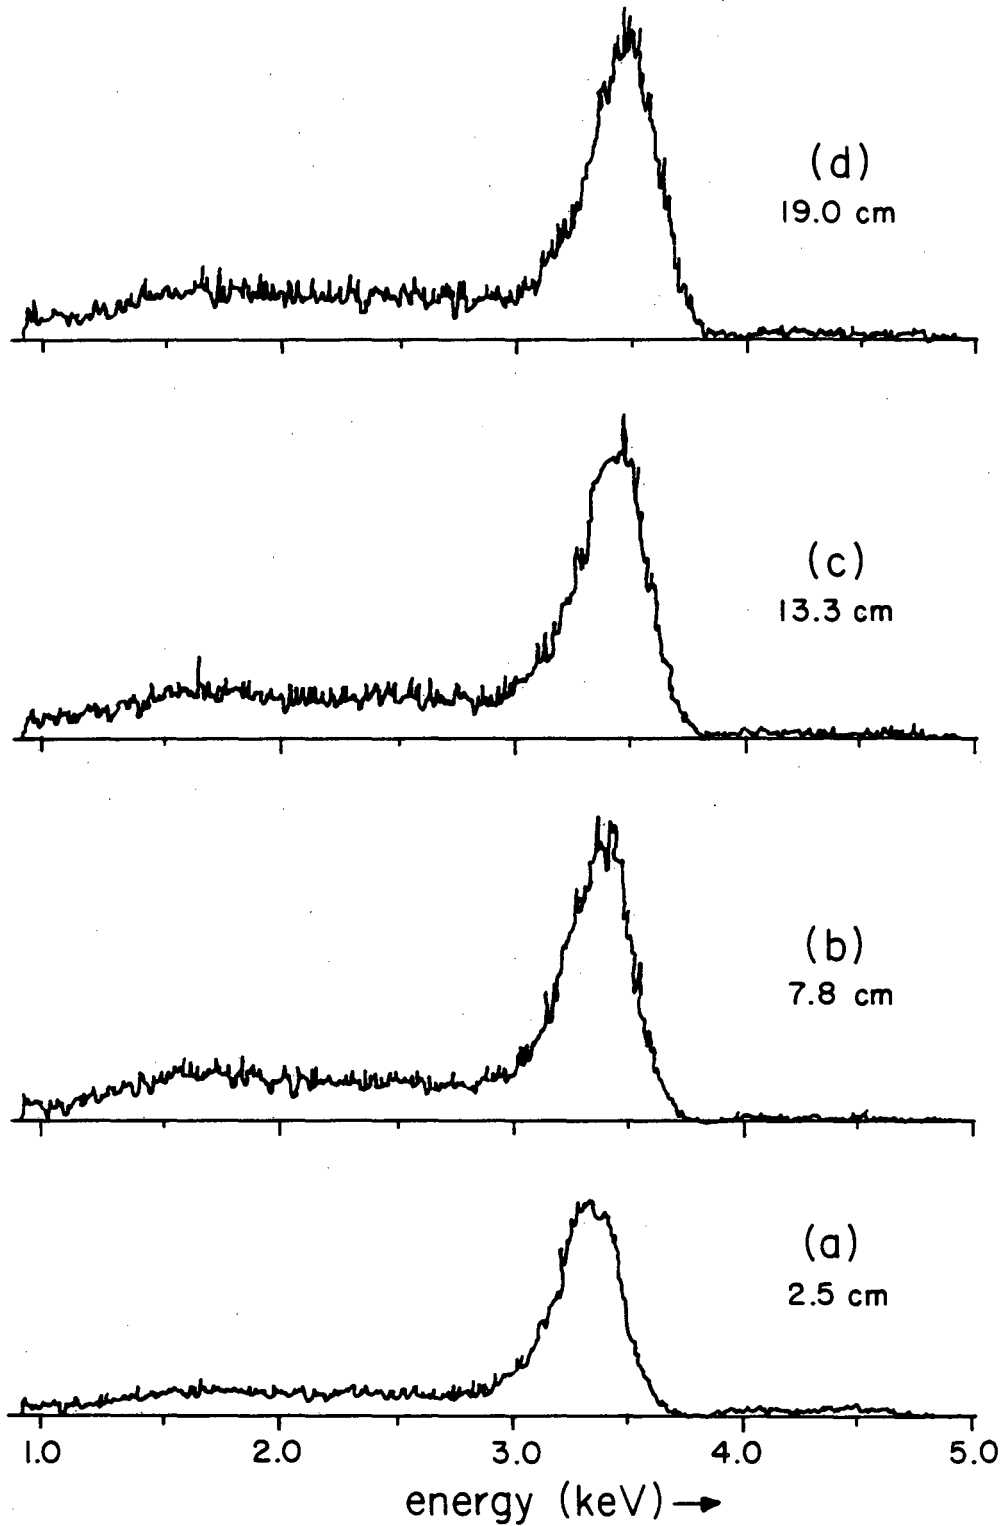 (d)
19.0 cm
(c)
13.3 cm
(b)
7.8 cm
(a)
2.5 cm
1.0 2.0 3.0 4.0 5.0
energy (keV) →